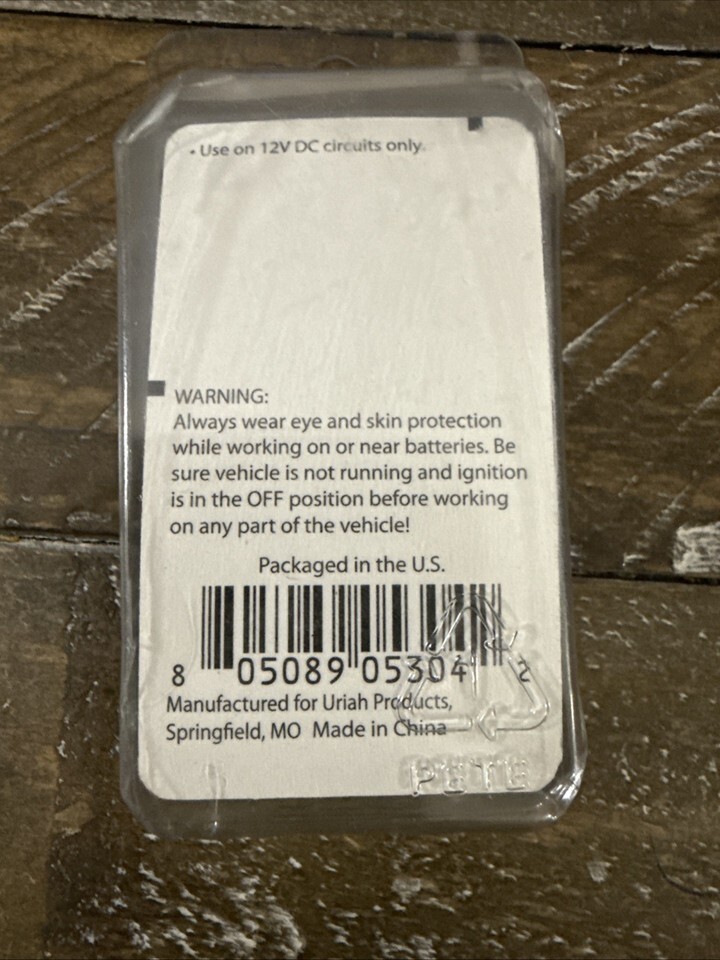 • Use on 12V DC circuits only.
WARNING:
Always wear eye and skin protection
while working on or near batteries. Be
sure vehicle is not running and ignition
is in the OFF position before working
on any part of the vehicle!
Packaged in the U.S.
8 05089 05304 2
Manufactured for Uriah Products,
Springfield, MO Made in China
PETE